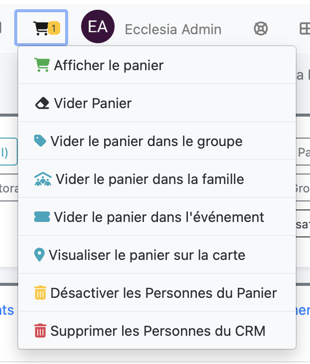 1
EA
Ecclesia Admin
Afficher le panier
Vider Panier
Vider le panier dans le groupe
Vider le panier dans la famille
Vider le panier dans l'événement
Visualiser le panier sur la carte
Désactiver les Personnes du Panier
Supprimer les Personnes du CRM